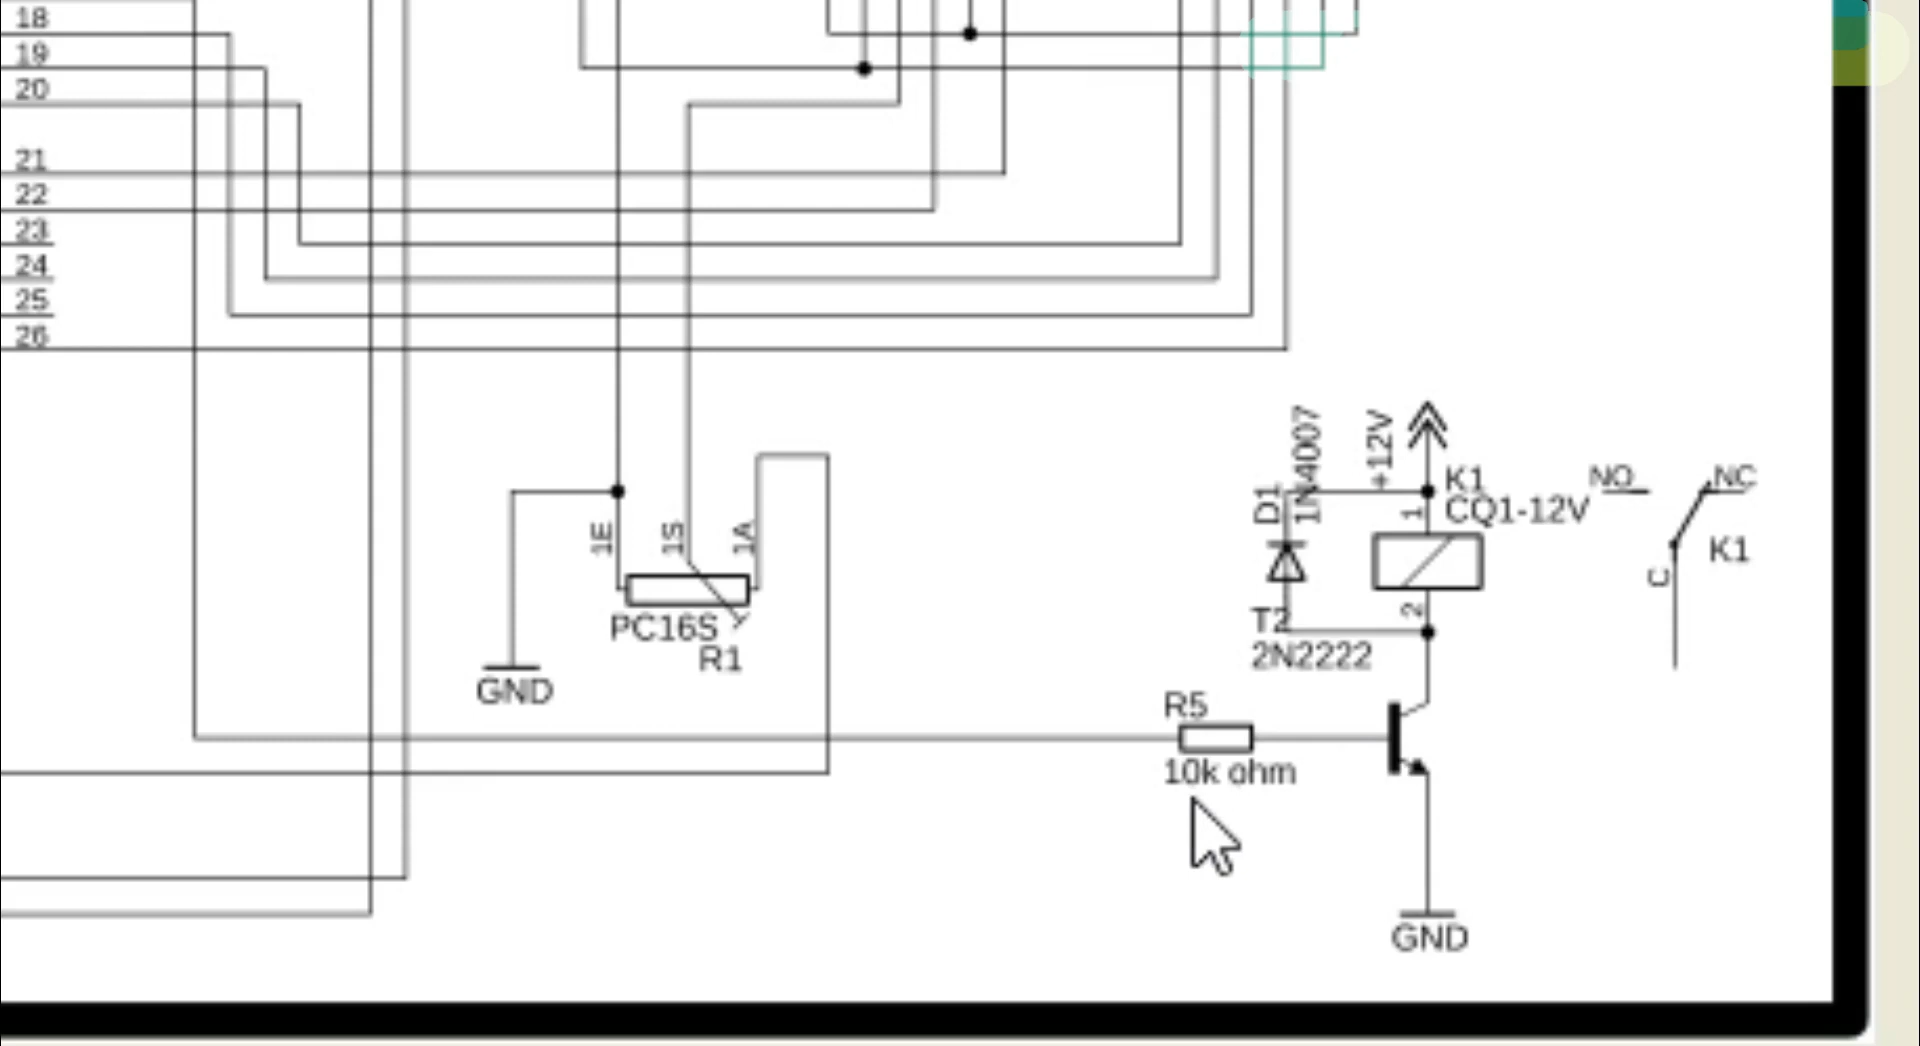 18
19
20
21
22
23
24
25
26
1E
1S
1A
PC16S
R1
GND
D1
1N4007
+12V
K1
CQ1-12V
1
2
NO
NC
K1
C
T2
2N2222
R5
10k ohm
GND